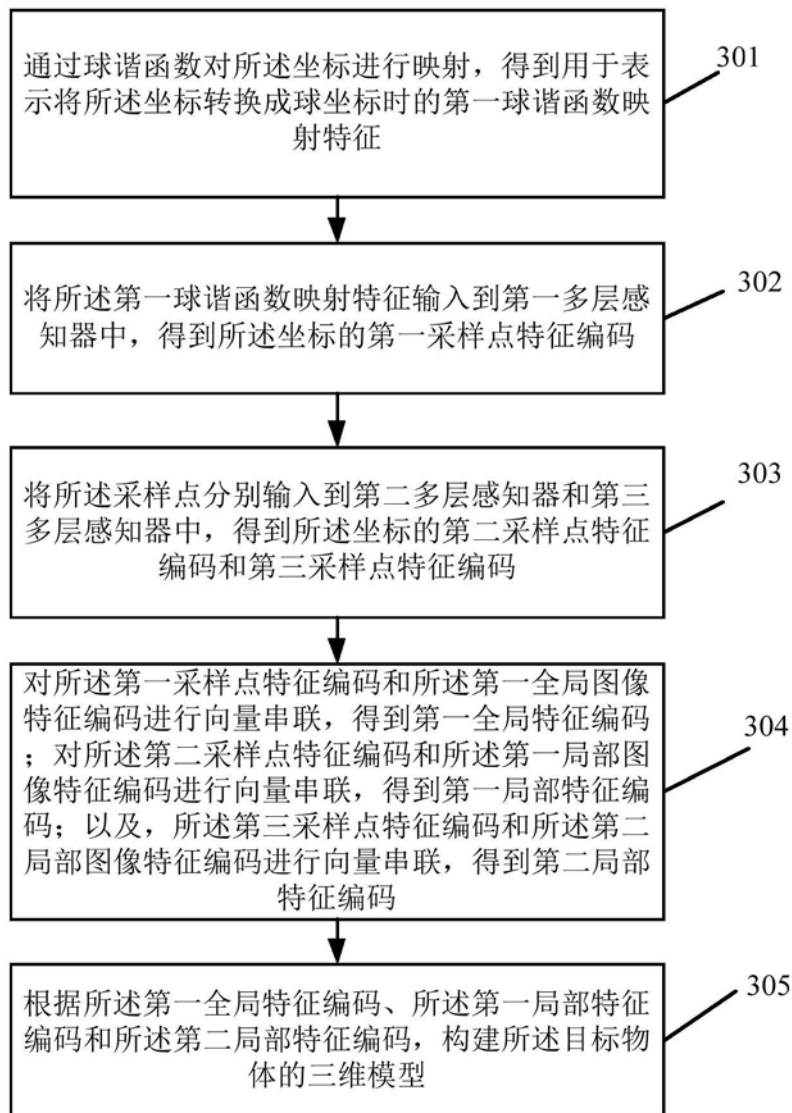 通过球谐函数对所述坐标进行映射，得到用于表
示将所述坐标转换成球坐标时的第一球谐函数映
射特征
301
将所述第一球谐函数映射特征输入到第一多层感
知器中，得到所述坐标的第一采样点特征编码
302
将所述采样点分别输入到第二多层感知器和第三
多层感知器中，得到所述坐标的第二采样点特征
编码和第三采样点特征编码
303
对所述第一采样点特征编码和所述第一全局图像
特征编码进行向量串联，得到第一全局特征编码
；对所述第二采样点特征编码和所述第一局部图
像特征编码进行向量串联，得到第一局部特征编
码；以及，所述第三采样点特征编码和所述第二
局部图像特征编码进行向量串联，得到第二局部
特征编码
304
根据所述第一全局特征编码、所述第一局部特征
编码和所述第二局部特征编码，构建所述目标物
体的三维模型
305